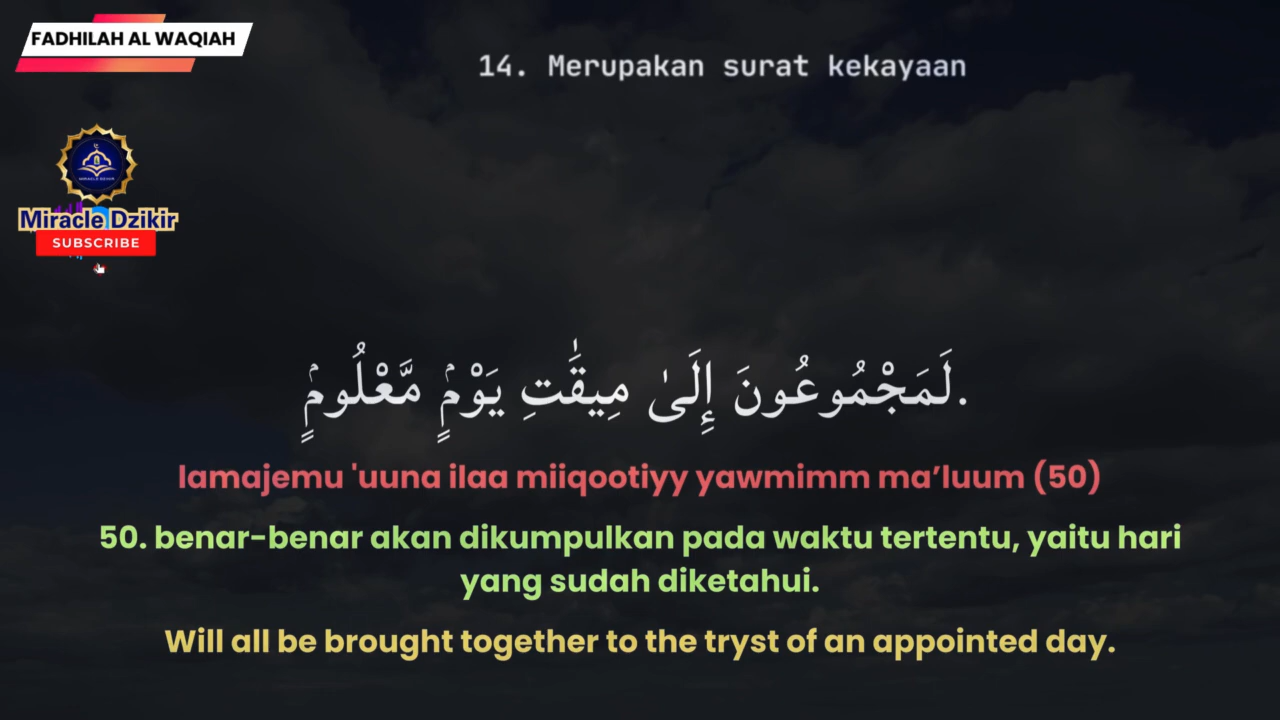 FADHILAH AL WAQIAH
14. Merupakan surat kekayaan
Miracle Dzikir
SUBSCRIBE
لَمَجْمُوعُونَ إِلَىٰ مِيقَٰتِ يَوْمٍۢ مَّعْلُومٍۢ.
lamajemu 'uuna ilaa miiqootiyy yawmimm ma’luum (50)
50. benar-benar akan dikumpulkan pada waktu tertentu, yaitu hari
yang sudah diketahui.
Will all be brought together to the tryst of an appointed day.